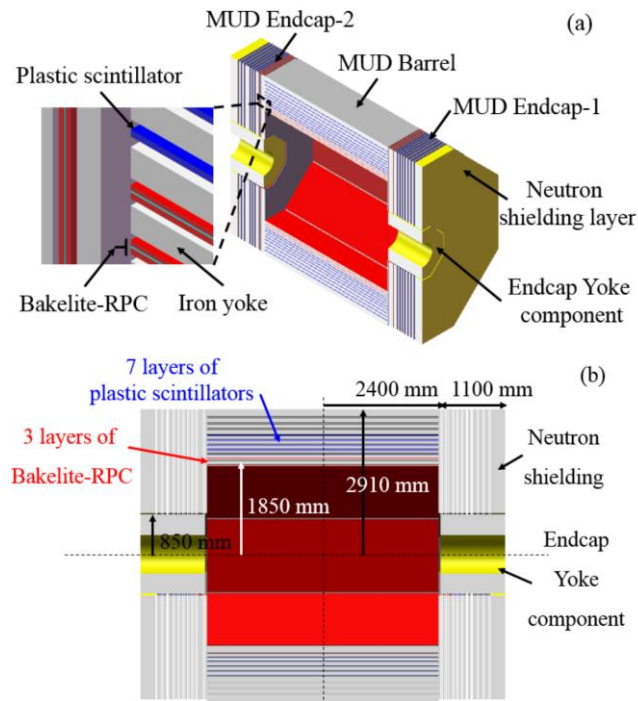 MUD Endcap-2
(a)
MUD Barrel
Plastic scintillator
MUD Endcap-1
Neutron
shielding layer
Bakelite-RPC
Iron yoke
Endcap Yoke
component
(b)
7 layers of
plastic scintillators
2400 mm
1100 mm
3 layers of
Bakelite-RPC
Neutron
shielding
2910 mm
1850 mm
850 mm
Endcap
Yoke
component